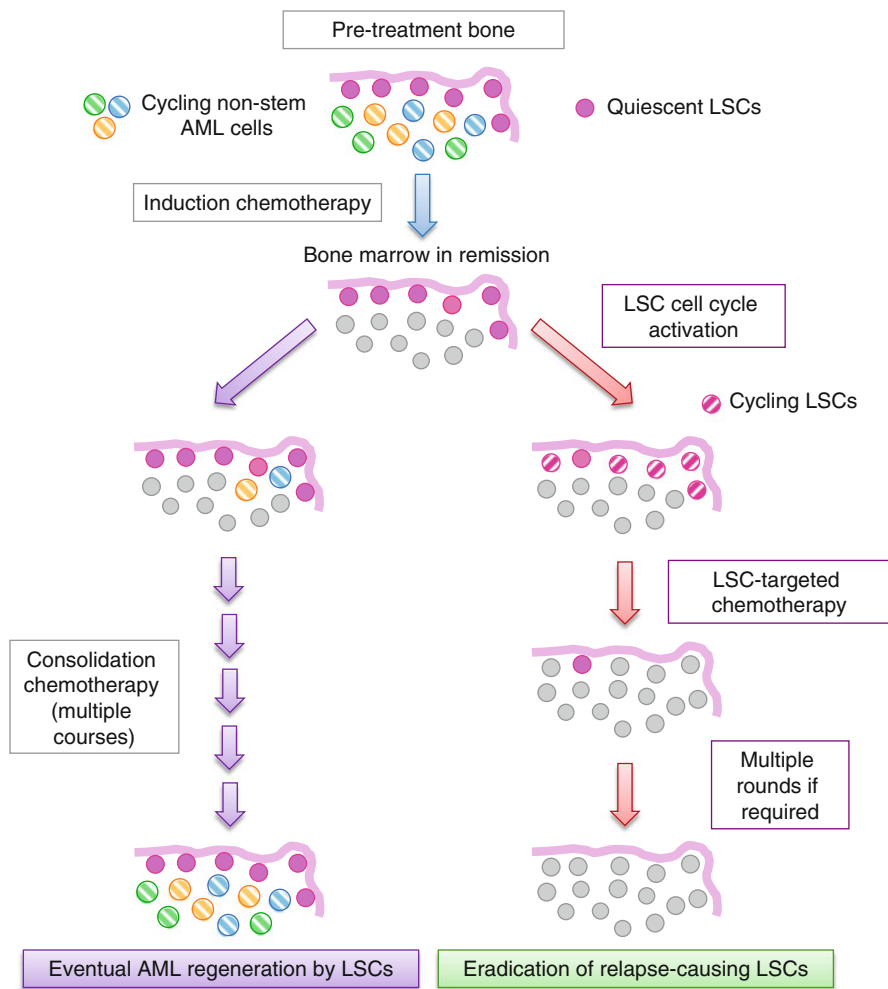 Pre-treatment bone
Cycling non-stem
AML cells
Quiescent LSCs
Induction chemotherapy
Bone marrow in remission
LSC cell cycle
activation
Cycling LSCs
LSC-targeted
chemotherapy
Consolidation
chemotherapy
(multiple
courses)
Multiple
rounds if
required
Eventual AML regeneration by LSCs
Eradication of relapse-causing LSCs